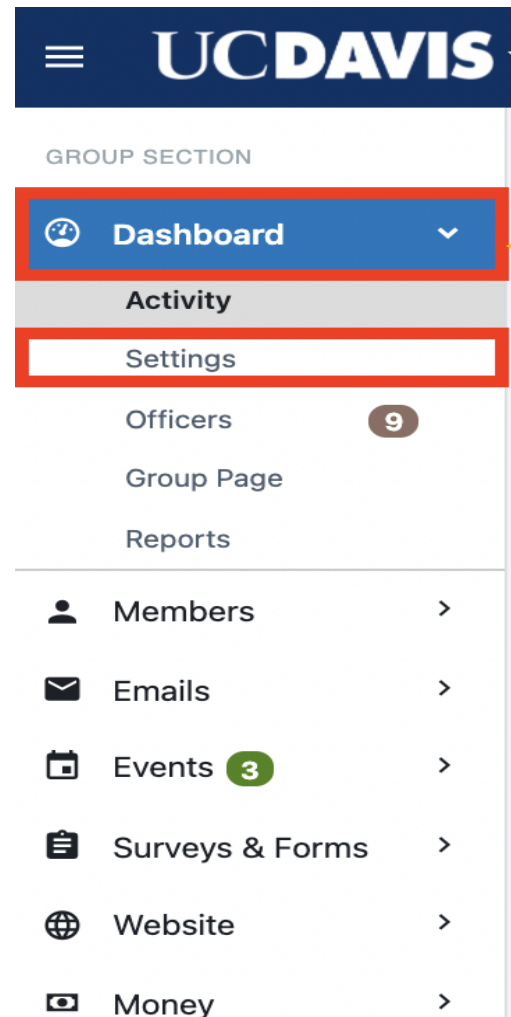 UCDAVIS
GROUP SECTION
Dashboard
Activity
Settings
Officers 9
Group Page
Reports
Members
Emails
Events 3
Surveys & Forms
Website
Money